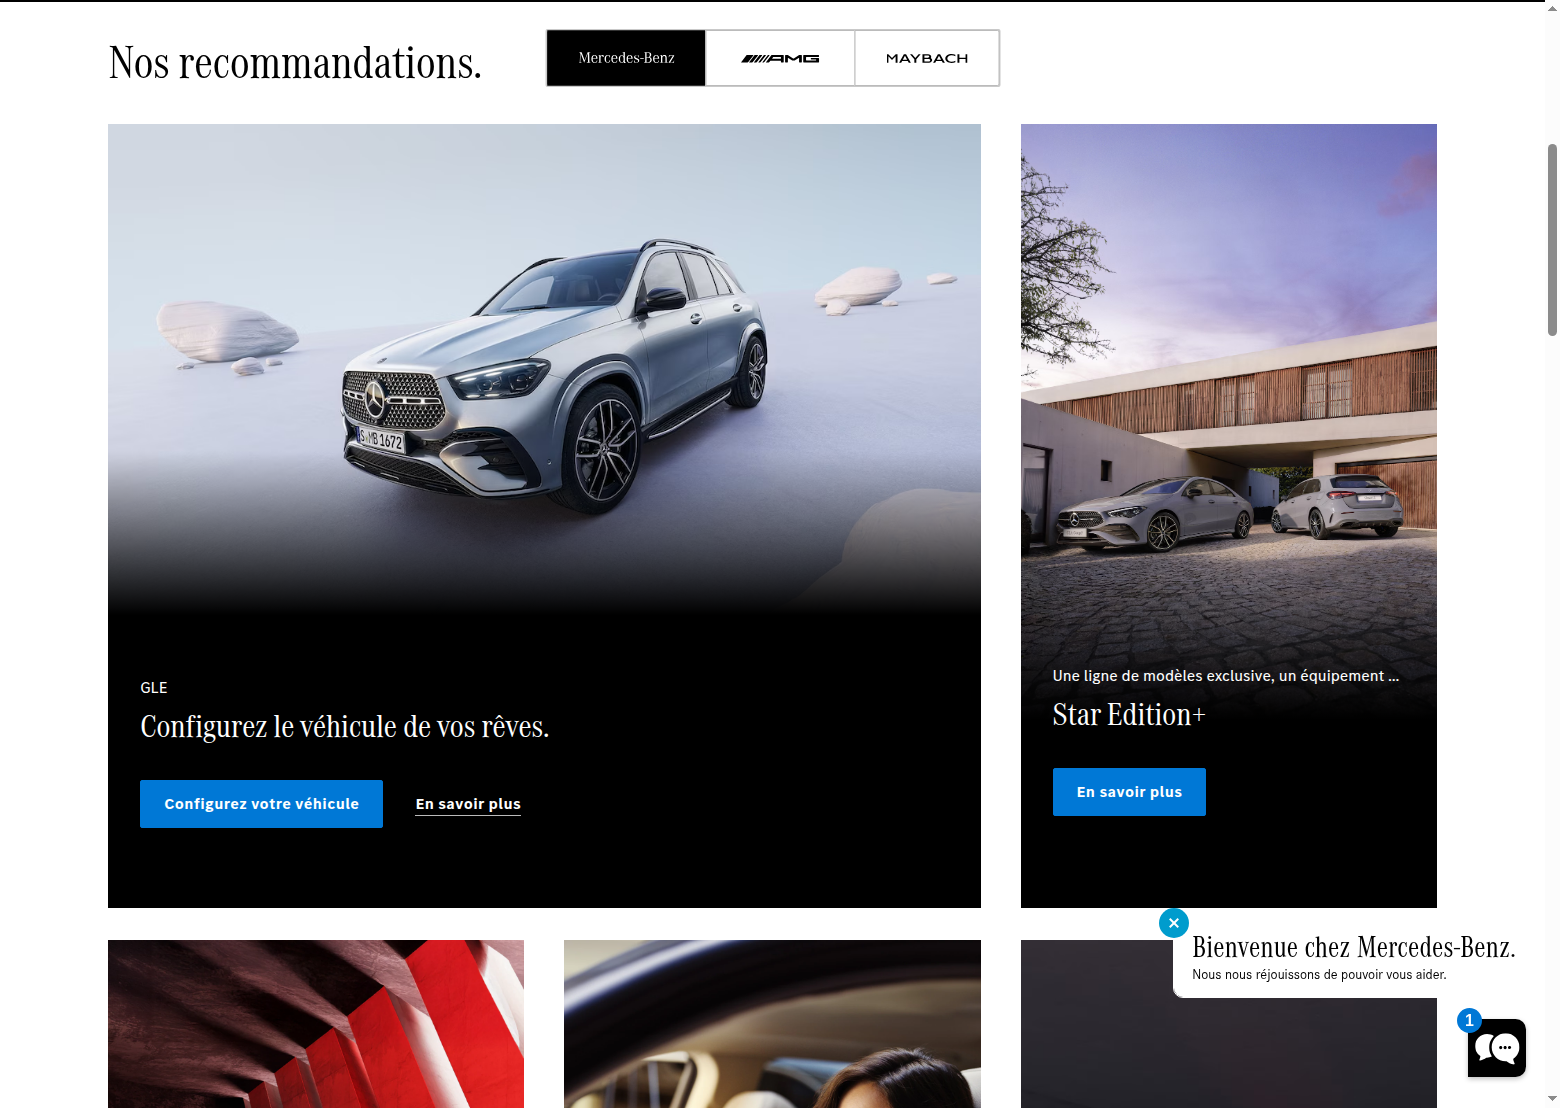 Nos recommandations.
Mercedes-Benz
AMG
MAYBACH
S MB 1672
GLE
Configurez le véhicule de vos rêves.
Configurez votre véhicule
En savoir plus
Une ligne de modèles exclusive, un équipement ...
Star Edition+
En savoir plus
Bienvenue chez Mercedes-Benz.
Nous nous réjouissons de pouvoir vous aider.
1